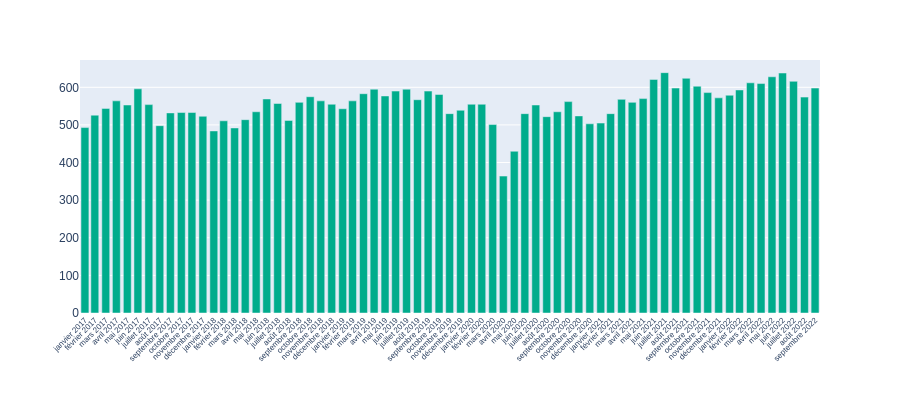 600
500
400
300
200
100
0
janvier 2017
février 2017
mars 2017
avril 2017
mai 2017
juin 2017
juillet 2017
août 2017
septembre 2017
octobre 2017
novembre 2017
décembre 2017
janvier 2018
février 2018
mars 2018
avril 2018
mai 2018
juin 2018
juillet 2018
août 2018
septembre 2018
octobre 2018
novembre 2018
décembre 2018
janvier 2019
février 2019
mars 2019
avril 2019
mai 2019
juin 2019
juillet 2019
août 2019
septembre 2019
octobre 2019
novembre 2019
décembre 2019
janvier 2020
février 2020
mars 2020
avril 2020
mai 2020
juin 2020
juillet 2020
août 2020
septembre 2020
octobre 2020
novembre 2020
décembre 2020
janvier 2021
février 2021
mars 2021
avril 2021
mai 2021
juin 2021
juillet 2021
août 2021
septembre 2021
octobre 2021
novembre 2021
décembre 2021
janvier 2022
février 2022
mars 2022
avril 2022
mai 2022
juin 2022
juillet 2022
août 2022
septembre 2022